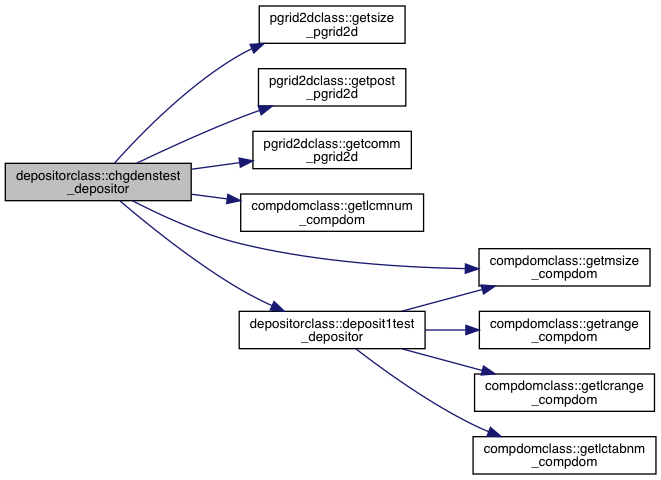 pgrid2dclass::getsize
_pgrid2d
pgrid2dclass::getpost
_pgrid2d
pgrid2dclass::getcomm
_pgrid2d
depositorclass::chgdenstest
_depositor
compdomclass::getlcmnum
_compdom
compdomclass::getmsize
_compdom
depositorclass::deposit1test
_depositor
compdomclass::getrange
_compdom
compdomclass::getlcrange
_compdom
compdomclass::getlctabnm
_compdom